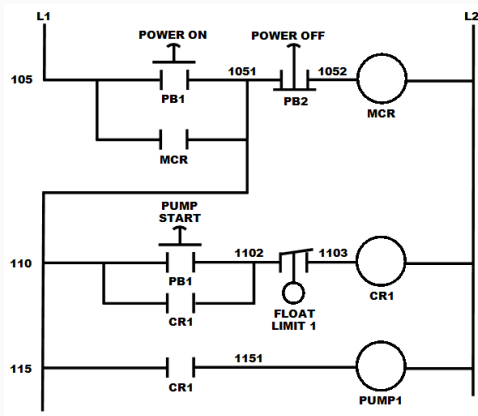 L1
L2
POWER ON
POWER OFF
105
1051
1052
PB1
PB2
MCR
MCR
PUMP
START
110
1102
1103
PB1
FLOAT
LIMIT 1
CR1
CR1
115
1151
CR1
PUMP1